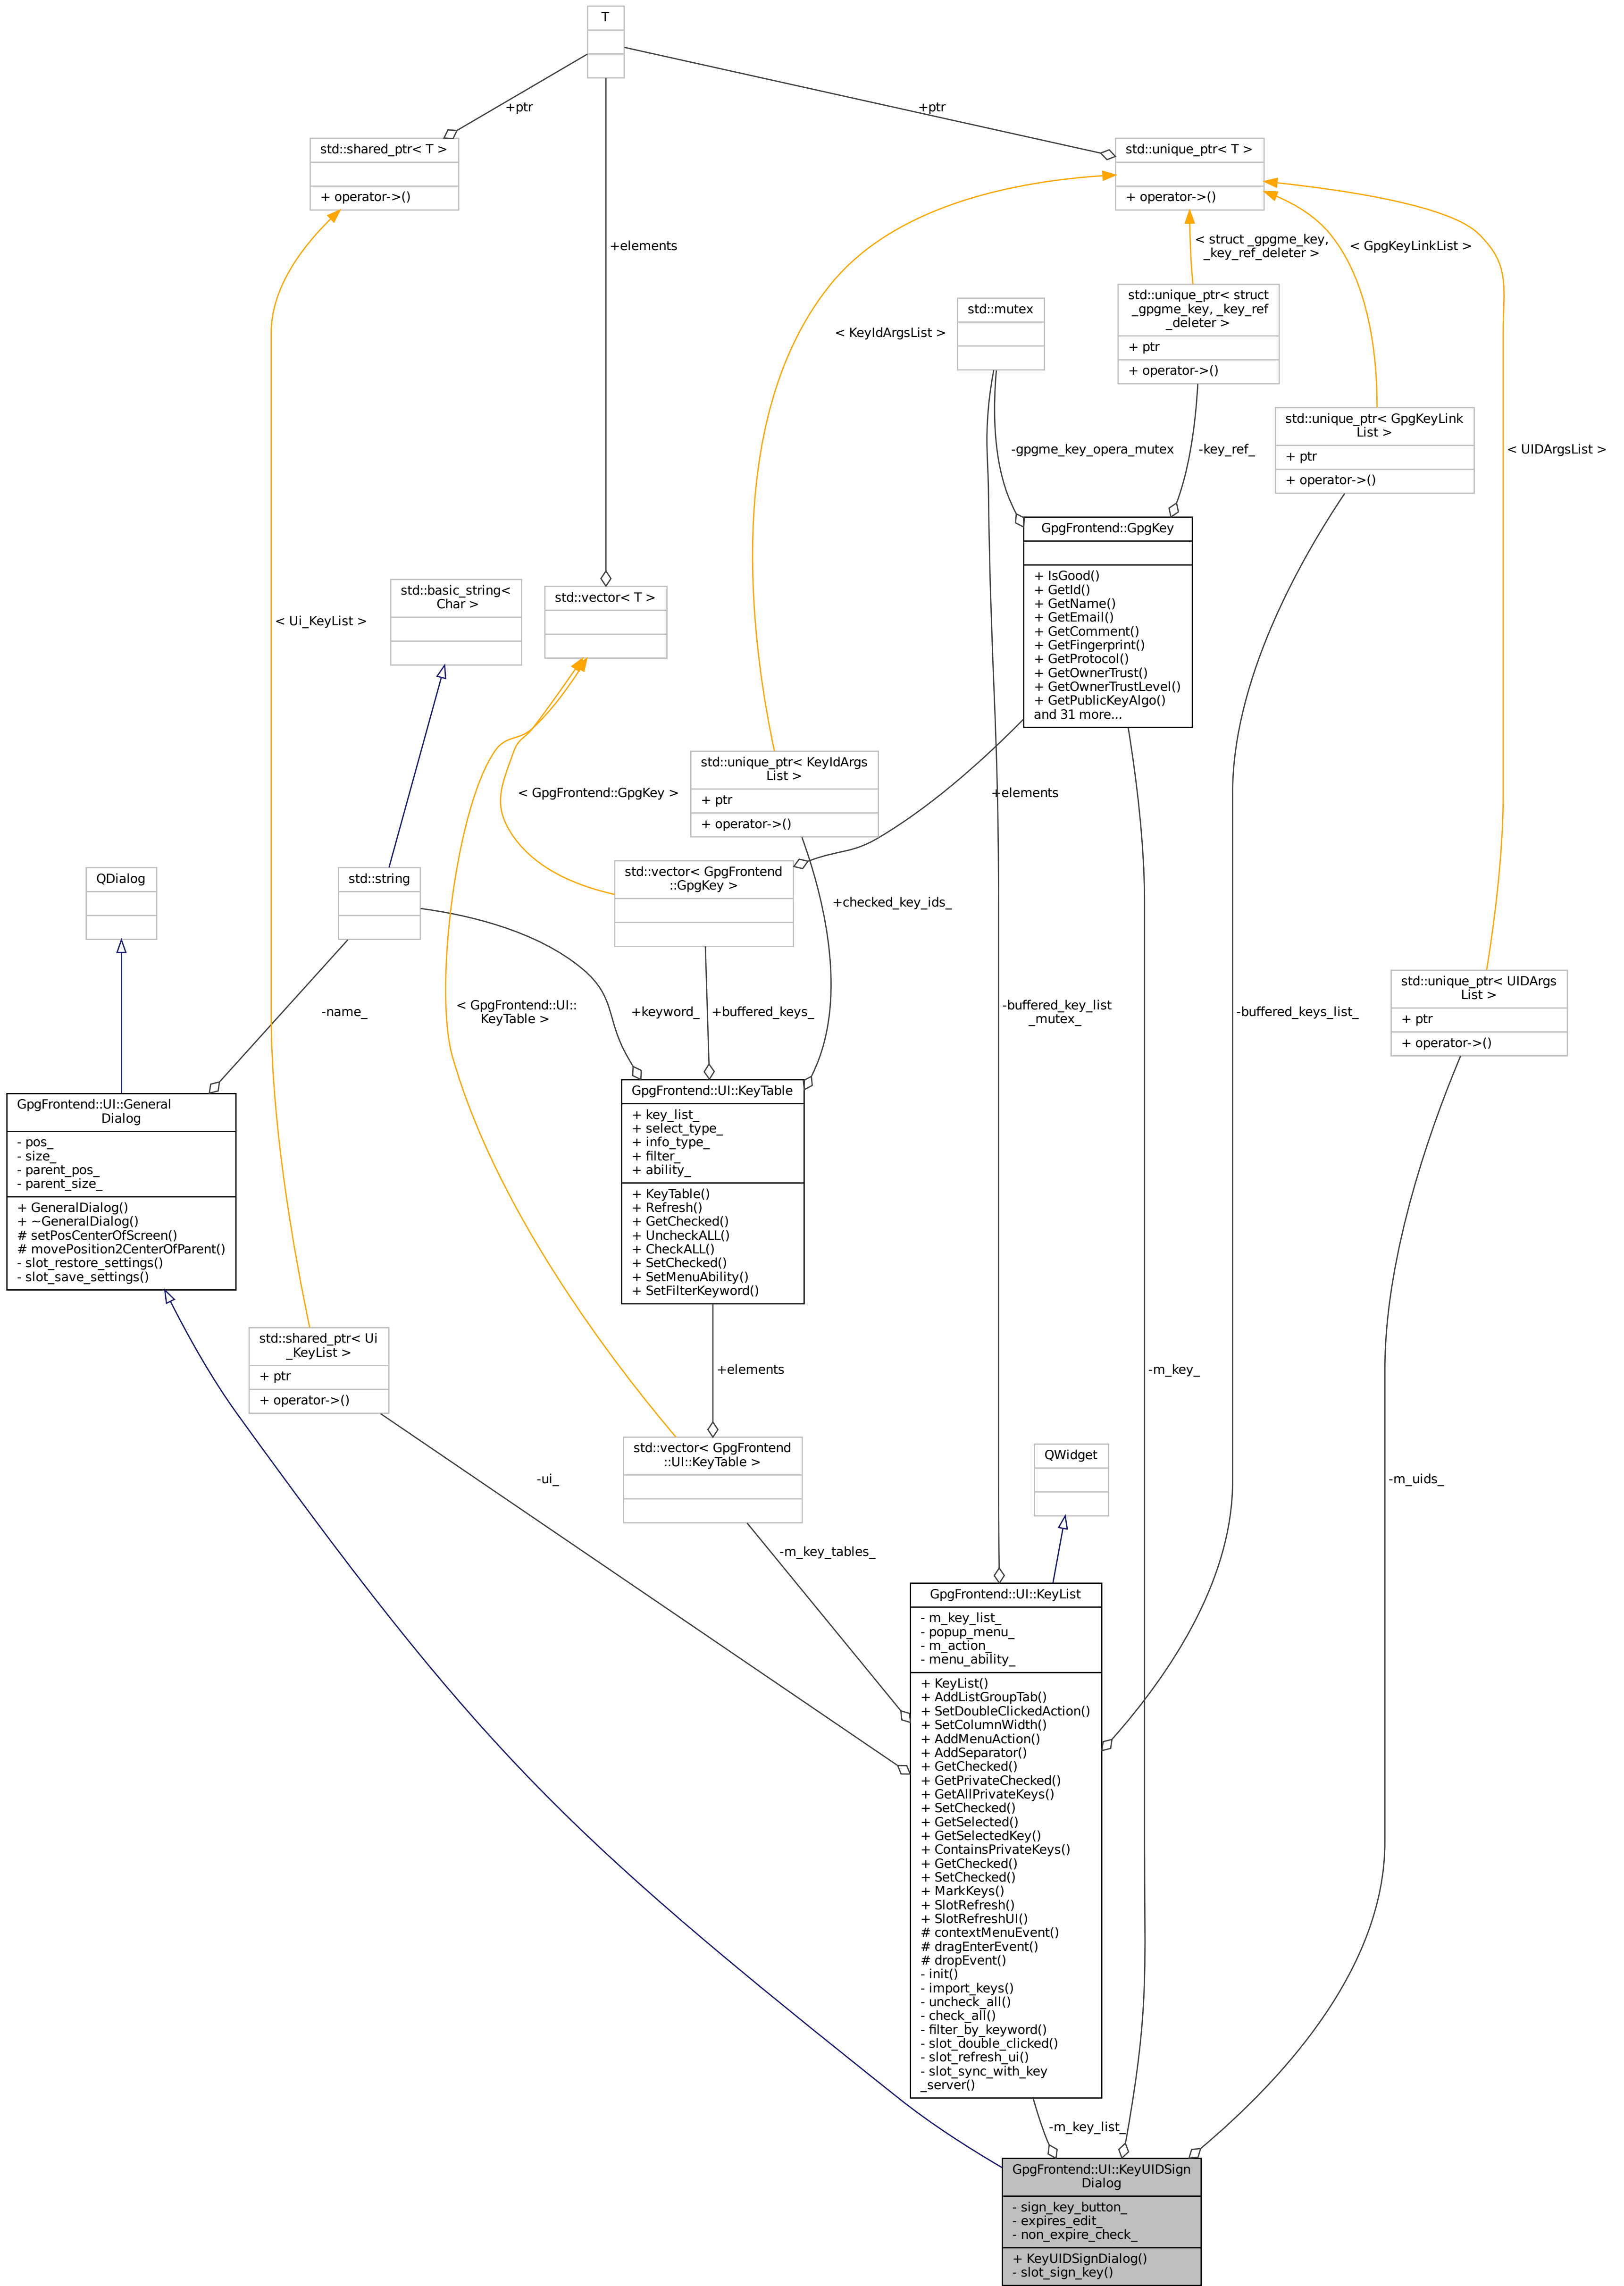 T
+ptr
+ptr
std::shared_ptr< T >
+ operator->()
std::unique_ptr< T >
+ operator->()
+elements
< struct _gpgme_key,
_key_ref_deleter >
< GpgKeyLinkList >
std::unique_ptr< struct
_gpgme_key, _key_ref
_deleter >
+ ptr
+ operator->()
std::mutex
< KeyIdArgsList >
std::unique_ptr< GpgKeyLink
List >
+ ptr
+ operator->()
-gpgme_key_opera_mutex
-key_ref_
< UIDArgsList >
GpgFrontend::GpgKey
+ IsGood()
+ GetId()
+ GetName()
+ GetEmail()
+ GetComment()
+ GetFingerprint()
+ GetProtocol()
+ GetOwnerTrust()
+ GetOwnerTrustLevel()
+ GetPublicKeyAlgo()
and 31 more...
std::basic_string<
Char >
std::vector< T >
< Ui_KeyList >
std::unique_ptr< KeyIdArgs
List >
+ ptr
+ operator->()
< GpgFrontend::GpgKey >
+elements
std::vector< GpgFrontend
::GpgKey >
QDialog
std::string
+checked_key_ids_
std::unique_ptr< UIDArgs
List >
+ ptr
+ operator->()
-name_
< GpgFrontend::UI::
KeyTable >
+keyword_
+buffered_keys_
-buffered_key_list
_mutex_
-buffered_keys_list_
GpgFrontend::UI::General
Dialog
- pos_
- size_
- parent_pos_
- parent_size_
+ GeneralDialog()
+ ~GeneralDialog()
# setPosCenterOfScreen()
# movePosition2CenterOfParent()
- slot_restore_settings()
- slot_save_settings()
GpgFrontend::UI::KeyTable
+ key_list_
+ select_type_
+ info_type_
+ filter_
+ ability_
+ KeyTable()
+ Refresh()
+ GetChecked()
+ UncheckALL()
+ CheckALL()
+ SetChecked()
+ SetMenuAbility()
+ SetFilterKeyword()
std::shared_ptr< Ui
_KeyList >
+ ptr
+ operator->()
+elements
-m_key_
std::vector< GpgFrontend
::UI::KeyTable >
QWidget
-ui_
-m_uids_
-m_key_tables_
GpgFrontend::UI::KeyList
- m_key_list_
- popup_menu_
- m_action_
- menu_ability_
+ KeyList()
+ AddListGroupTab()
+ SetDoubleClickedAction()
+ SetColumnWidth()
+ AddMenuAction()
+ AddSeparator()
+ GetChecked()
+ GetPrivateChecked()
+ GetAllPrivateKeys()
+ SetChecked()
+ GetSelected()
+ GetSelectedKey()
+ ContainsPrivateKeys()
+ GetChecked()
+ SetChecked()
+ MarkKeys()
+ SlotRefresh()
+ SlotRefreshUI()
# contextMenuEvent()
# dragEnterEvent()
# dropEvent()
- init()
- import_keys()
- uncheck_all()
- check_all()
- filter_by_keyword()
- slot_double_clicked()
- slot_refresh_ui()
- slot_sync_with_key
_server()
-m_key_list_
GpgFrontend::UI::KeyUIDSign
Dialog
- sign_key_button_
- expires_edit_
- non_expire_check_
+ KeyUIDSignDialog()
- slot_sign_key()